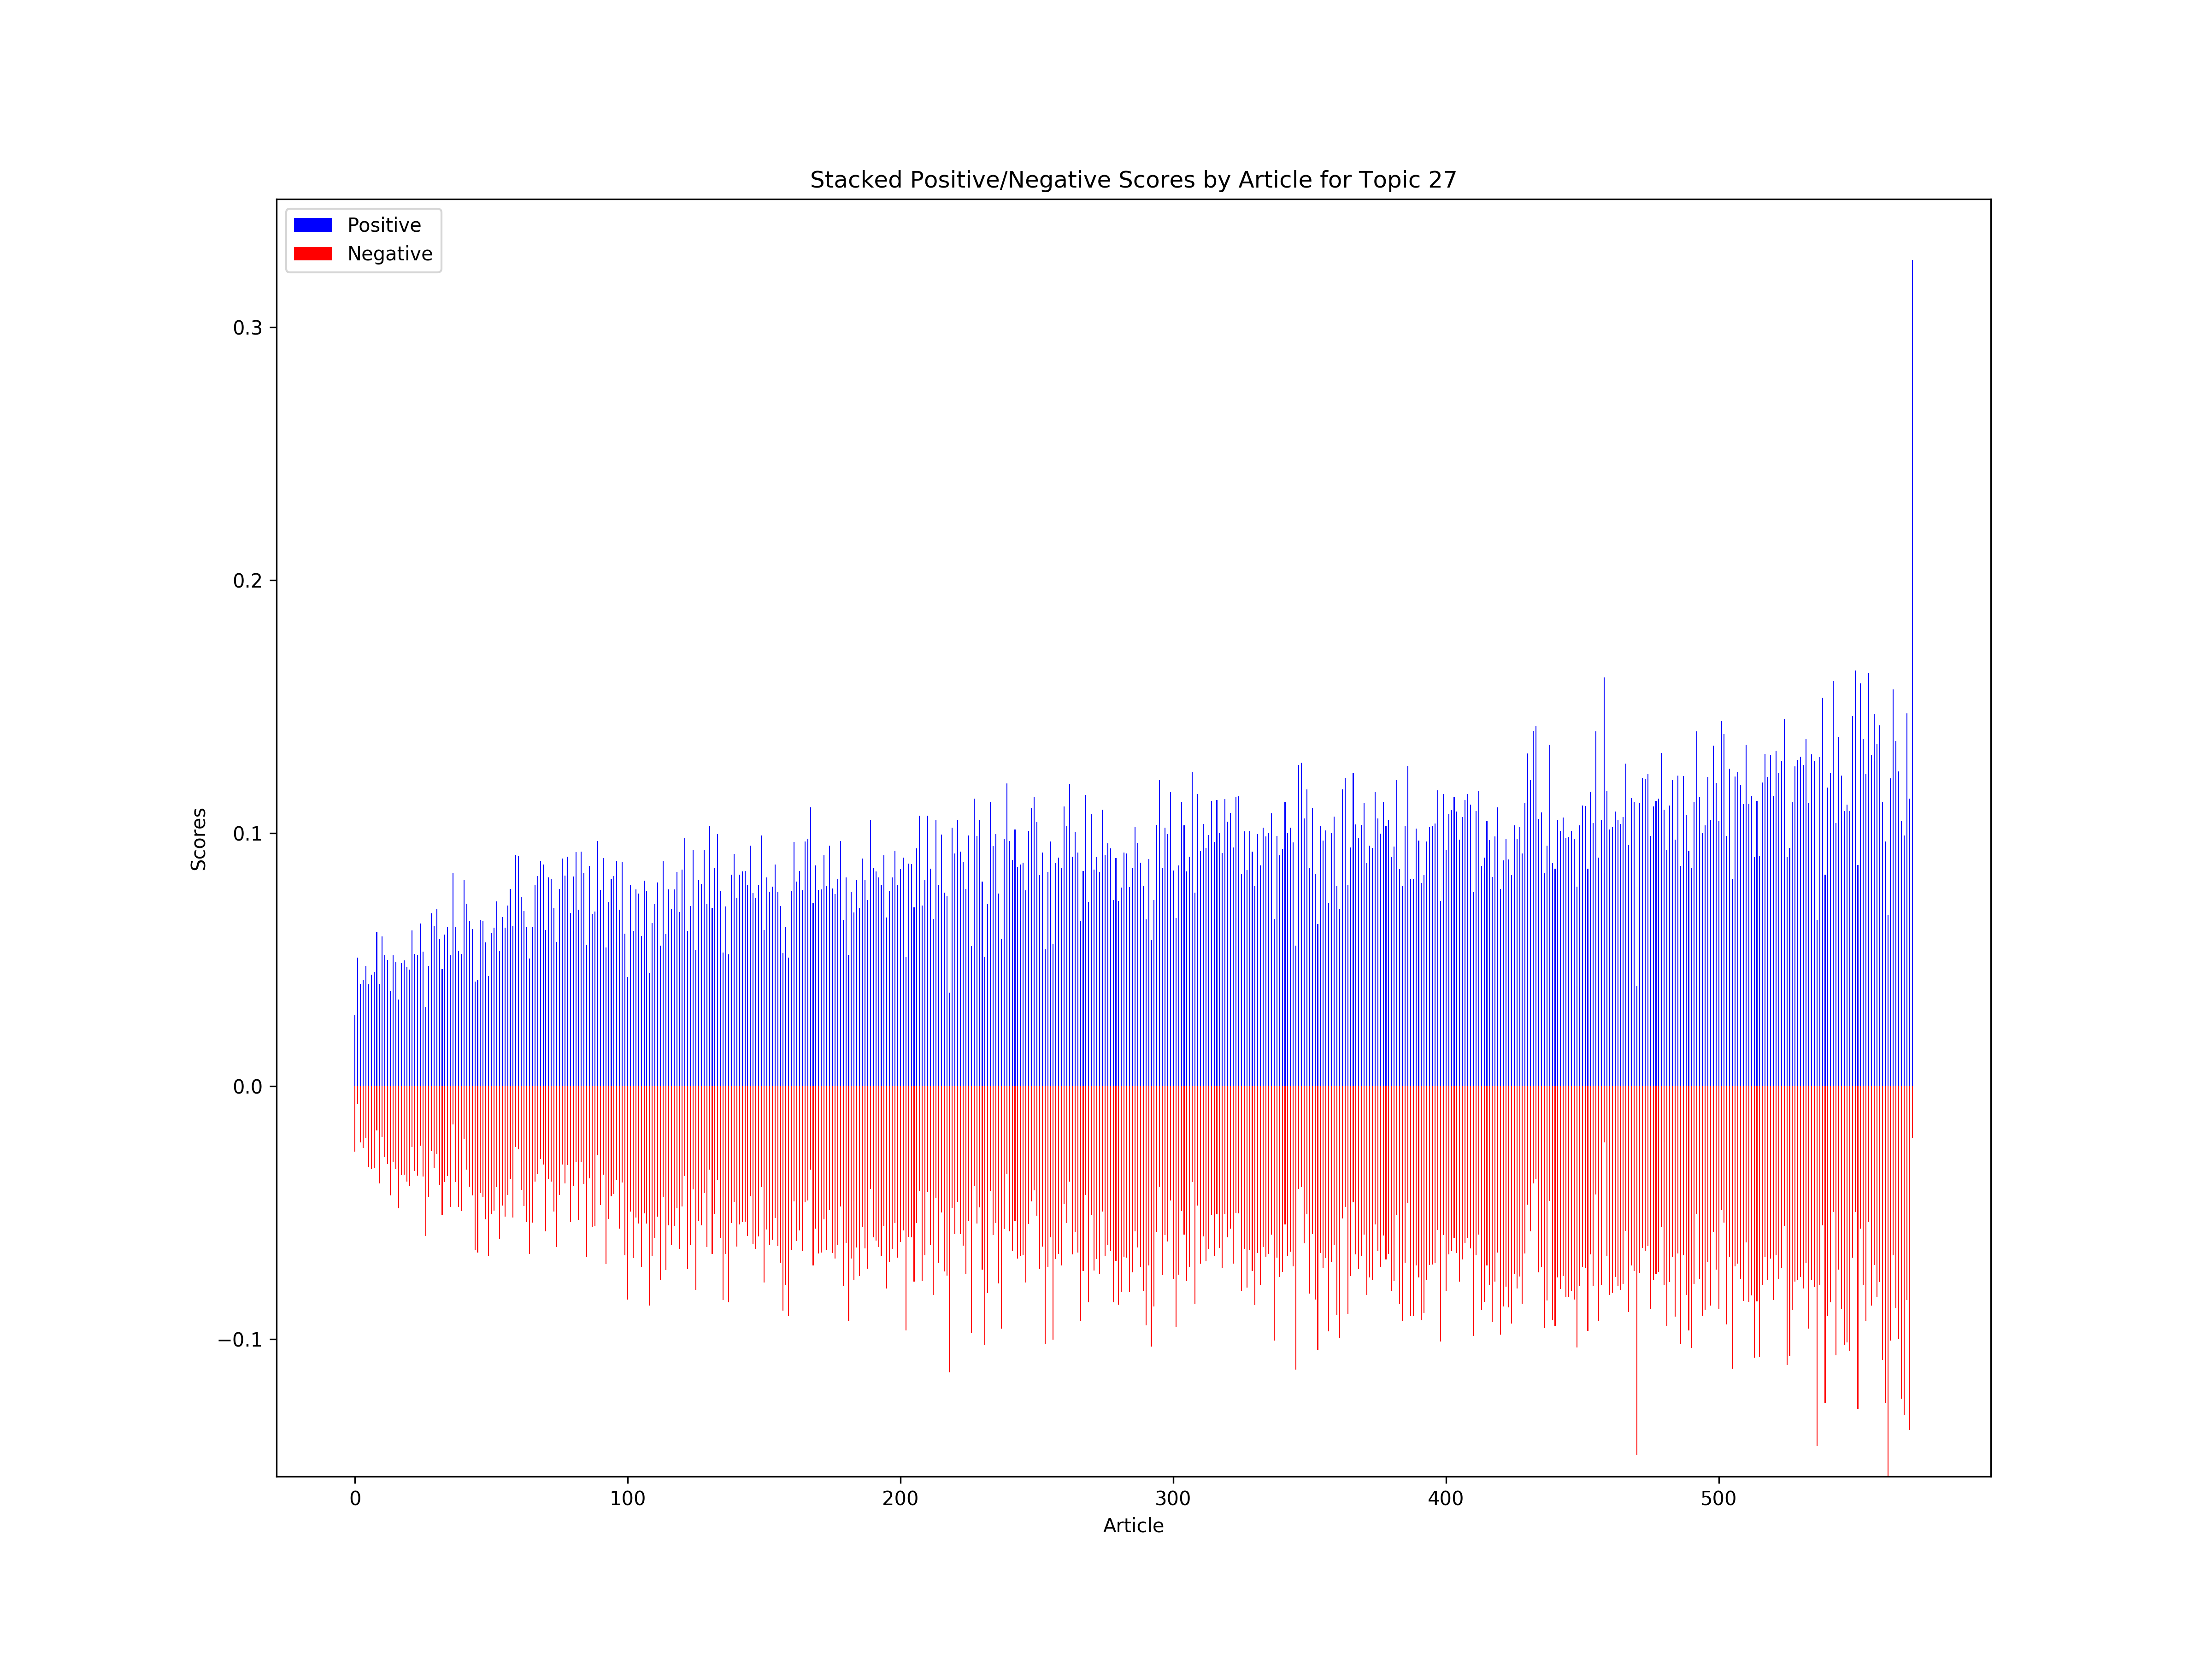 Stacked Positive/Negative Scores by Article for Topic 27
Positive
Negative
0.3
0.2
0.1
0.0
−0.1
Scores
0 100 200 300 400 500
Article